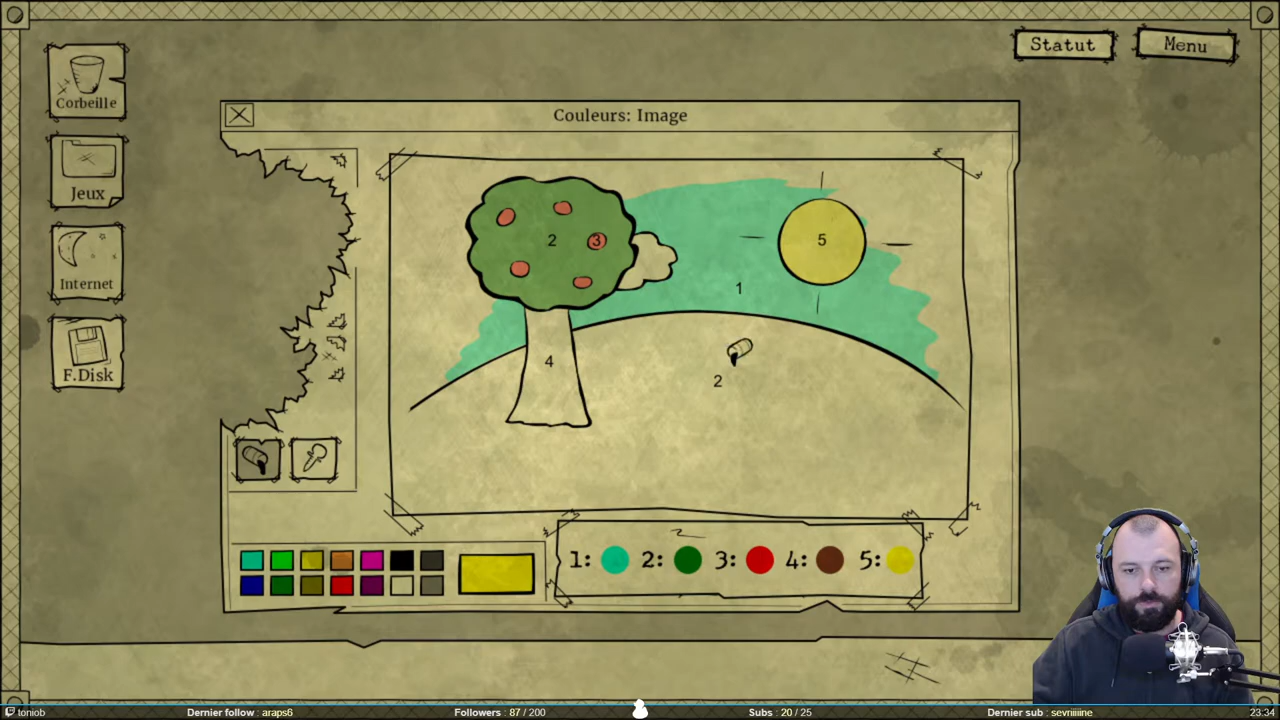 Statut
Menu
Corbeille
Jeux
Internet
F.Disk
Couleurs: Image
2
3
5
1
4
2
1: 2: 3: 4: 5:
toniob
Dernier follow : araps6
Followers : 87 / 200
Subs : 20 / 25
Dernier sub : sevriiiine
23:34